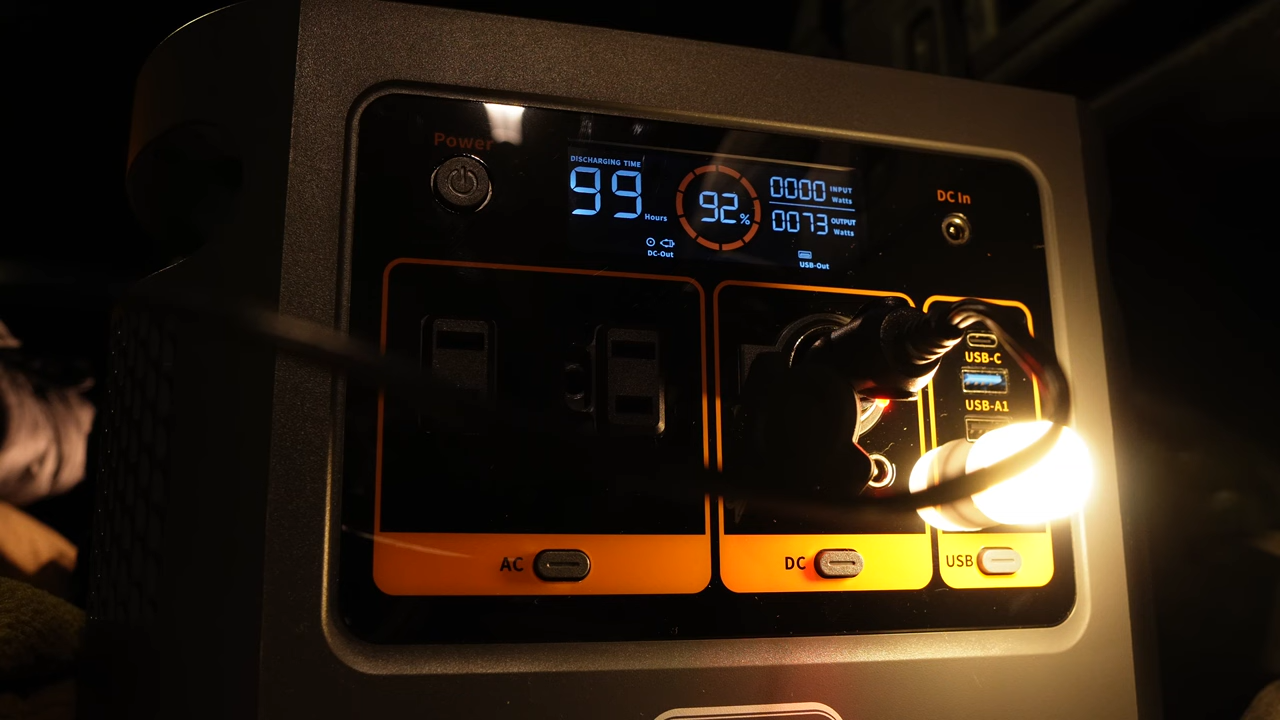 Power
DISCHARGING TIME
99 Hours
92%
0000 INPUT Watts
0073 OUTPUT Watts
DC-Out
USB-Out
DC In
USB-C
USB-A1
AC
DC
USB